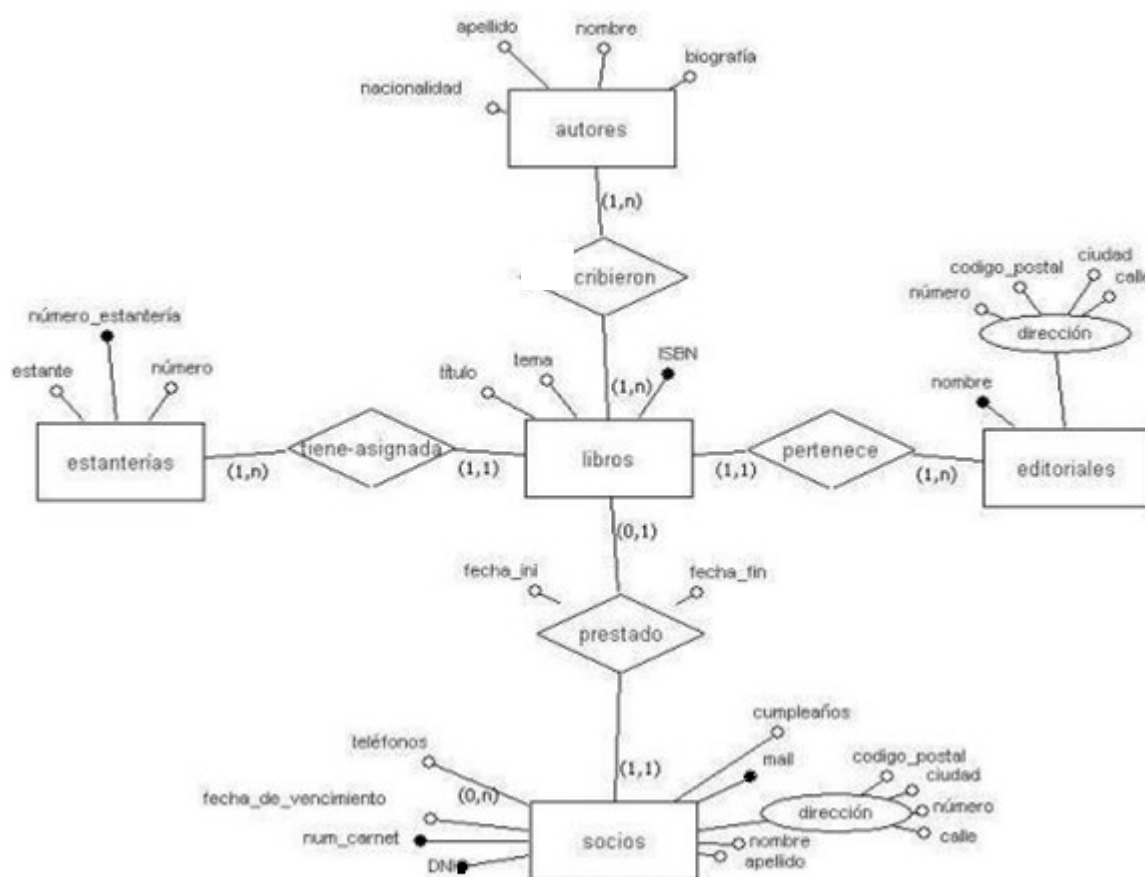 apellido
nombre
biografía
nacionalidad
autores
(1,n)
cribieron
codigo_postal
ciudad
calle
número
dirección
número_estantería
estante
número
título
tema
ISBN
(1,n)
nombre
estanterías
(1,n)
tiene-asignada
(1,1)
libros
(1,1)
pertenece
(1,n)
editoriales
(0,1)
fecha_ini
fecha_fin
prestado
teléfonos
(0,n)
(1,1)
cumpleaños
mail
codigo_postal
ciudad
número
calle
dirección
fecha_de_vencimiento
num_carnet
DNI
socios
nombre
apellido